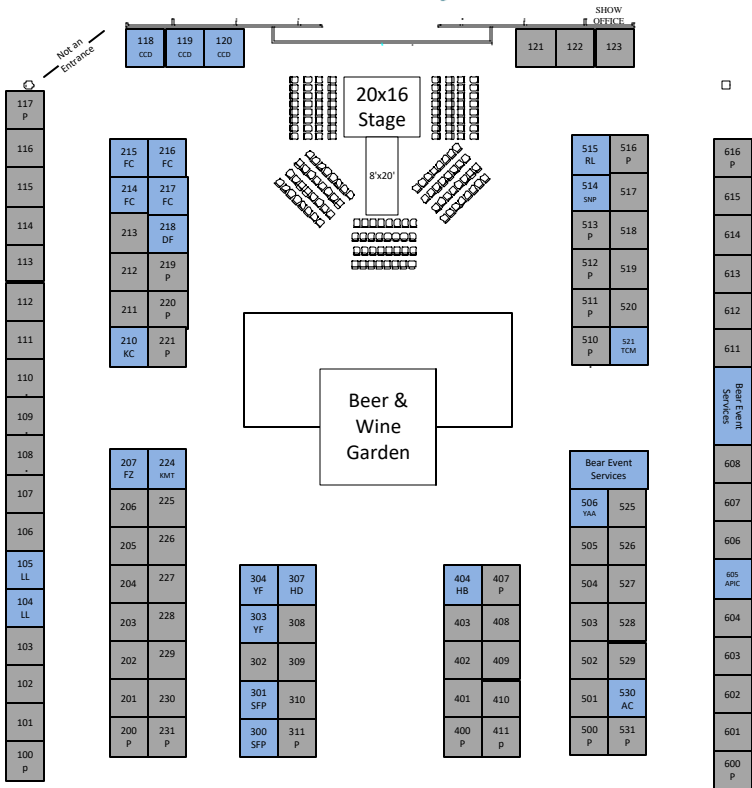 SHOW
OFFICE
Not an
Entrance
118
CCD
119
CCD
120
CCD
121
122
123
20x16
Stage
8'x20'
117
P
116
115
114
113
112
111
110
109
108
107
106
105
LL
104
LL
103
102
101
100
p
215
FC
216
FC
214
FC
217
FC
213
218
DF
212
219
P
211
220
P
210
KC
221
P
207
FZ
224
KMT
206
225
205
226
204
227
203
228
202
229
201
230
200
P
231
P
Beer &
Wine
Garden
304
YF
307
HD
303
YF
308
302
309
301
SFP
310
300
SFP
311
P
404
HB
407
P
403
408
402
409
401
410
400
P
411
p
515
RL
516
P
514
SNP
517
513
P
518
512
P
519
511
P
520
510
P
521
TCM
Bear Event
Services
506
YAA
525
505
526
504
527
503
528
502
529
501
530
AC
500
P
531
P
616
P
615
614
613
612
611
Bear Event
Services
608
607
606
605
APIC
604
603
602
601
600
P